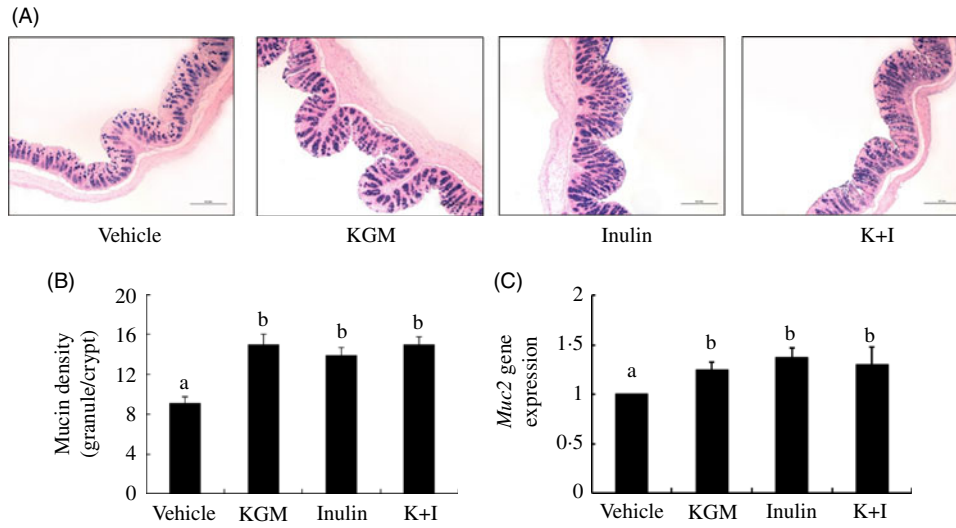 (A)
Vehicle KGM Inulin K+I
(B)
Mucin density
(granule/crypt)
20
16
12
8
4
0
a b b b
Vehicle KGM Inulin K+I
(C)
Muc2 gene
expression
2
1·5
1
0·5
0
a b b b
Vehicle KGM Inulin K+I